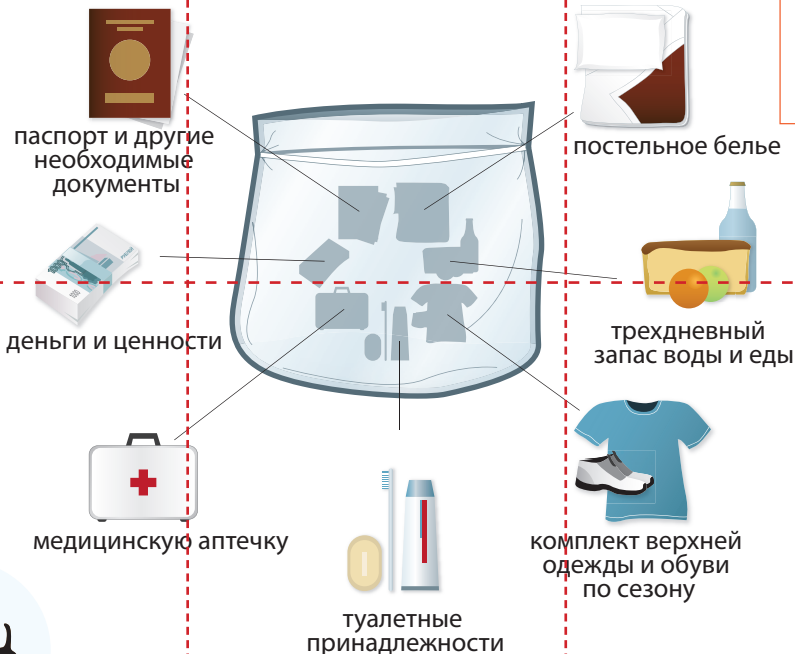 паспорт и другие
необходимые
документы
постельное белье
деньги и ценности
трехдневный
запас воды и еды
медицинскую аптечку
комплект верхней
одежды и обуви
по сезону
туалетные
принадлежности